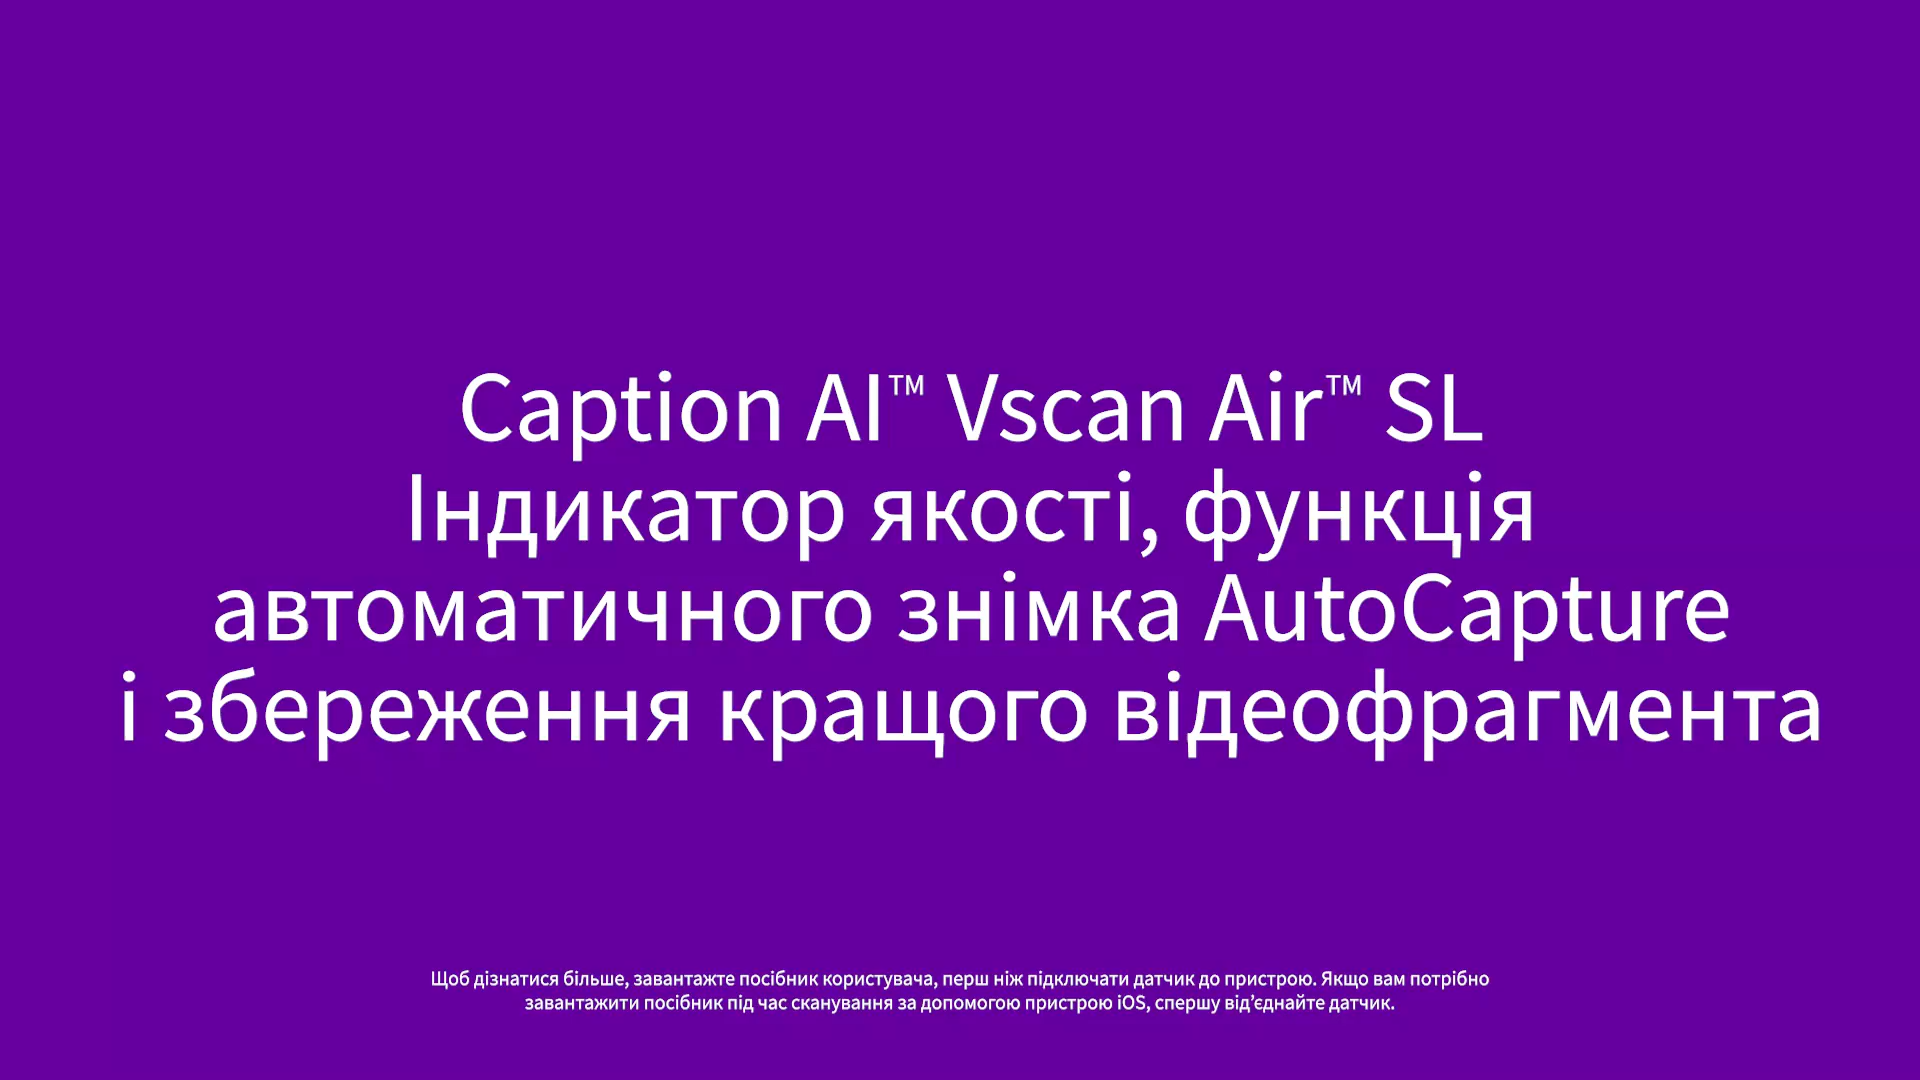 Caption AI™ Vscan Air™ SL
Індикатор якості, функція
автоматичного знімка AutoCapture
і збереження кращого відеофрагмента
Щоб дізнатися більше, завантажте посібник користувача, перш ніж підключати датчик до пристрою. Якщо вам потрібно
завантажити посібник під час сканування за допомогою пристрою iOS, спершу від’єднайте датчик.